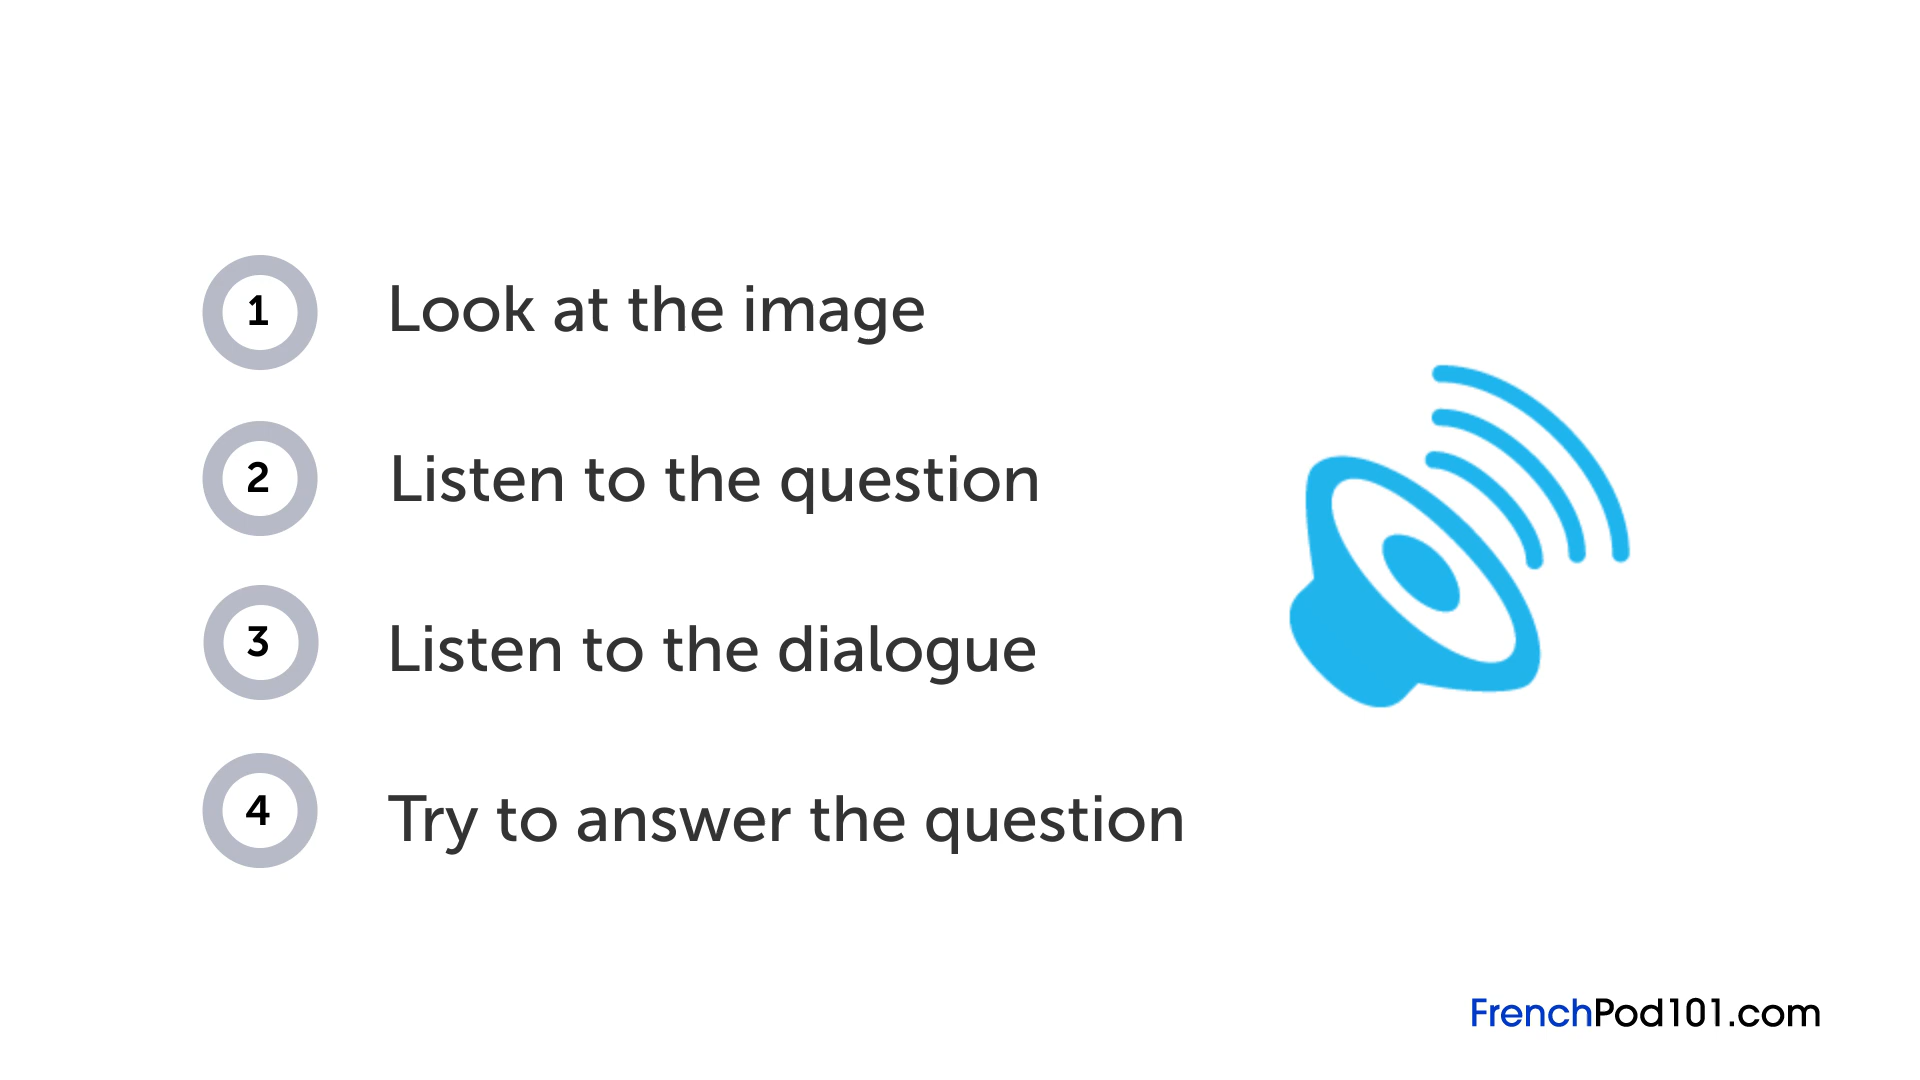 1 Look at the image
2 Listen to the question
3 Listen to the dialogue
4 Try to answer the question
FrenchPod101.com